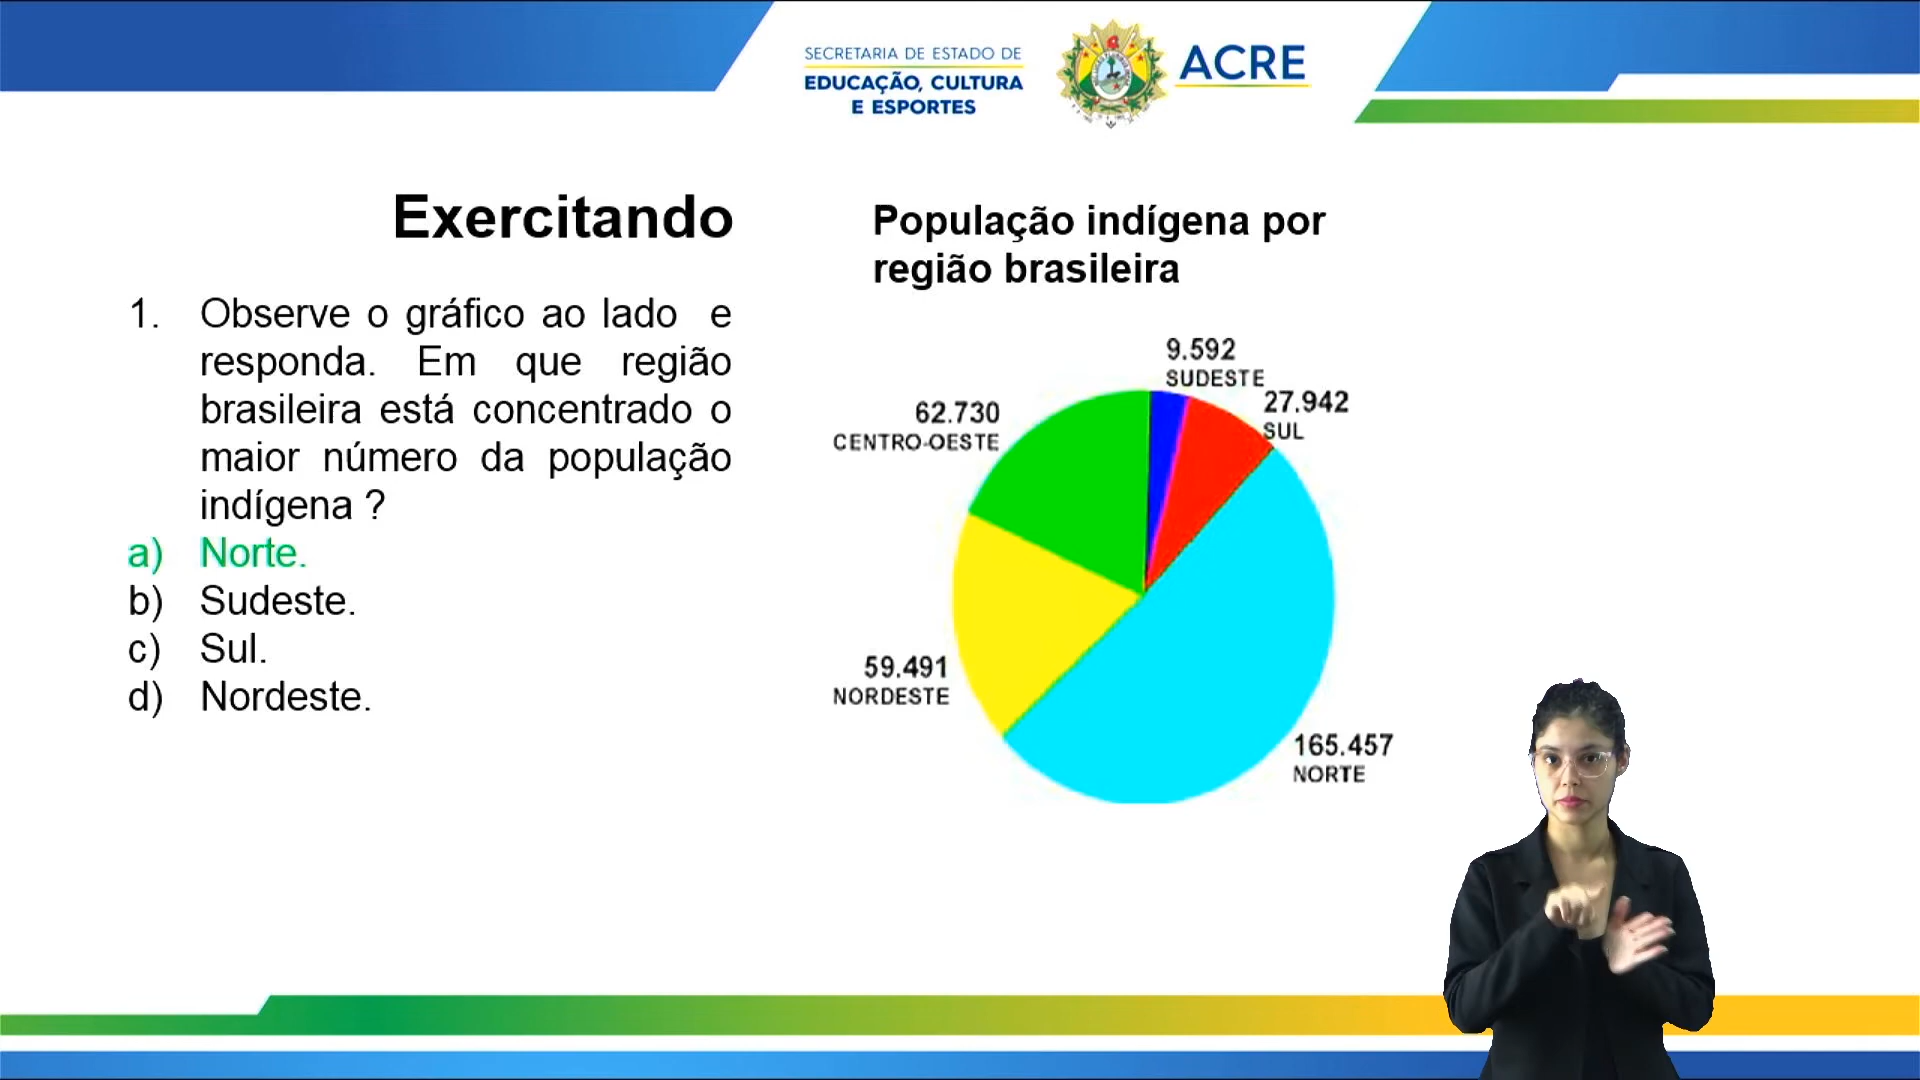 SECRETARIA DE ESTADO DE
EDUCAÇÃO, CULTURA
E ESPORTES
ACRE
Exercitando
1. Observe o gráfico ao lado e
responda. Em que região
brasileira está concentrado o
maior número da população
indígena ?
a) Norte.
b) Sudeste.
c) Sul.
d) Nordeste.
População indígena por
região brasileira
9.592
SUDESTE
27.942
SUL
62.730
CENTRO-OESTE
59.491
NORDESTE
165.457
NORTE